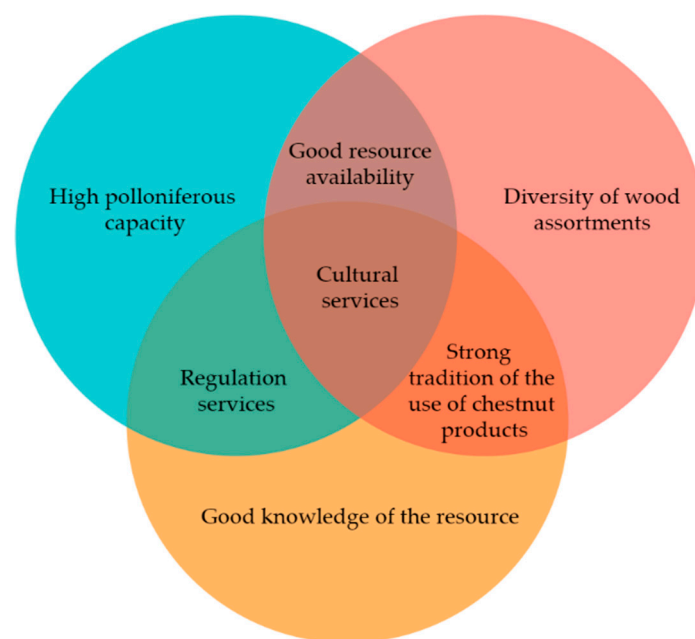 Good resource
availability
High polloniferous
capacity
Diversity of wood
assortments
Cultural
services
Strong
tradition of the
use of chestnut
products
Regulation
services
Good knowledge of the resource